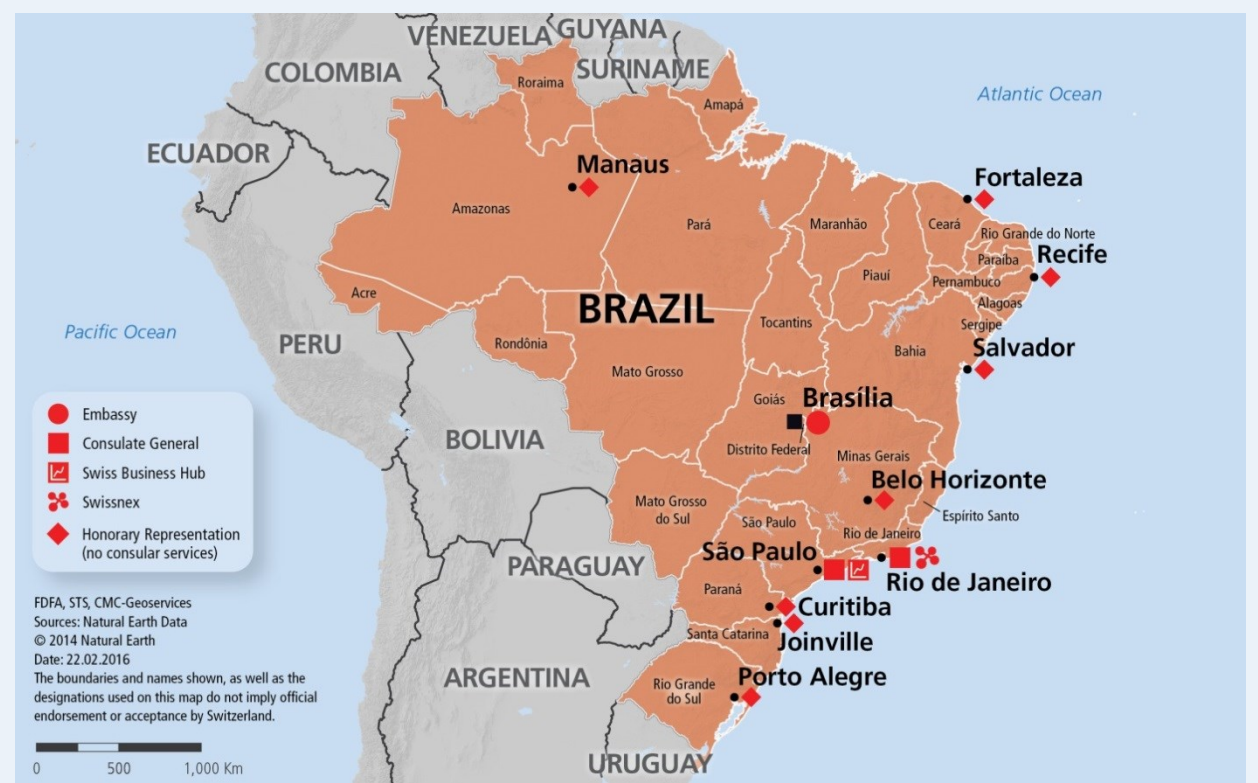 VENEZUELA
GUYANA
COLOMBIA
SURINAME
Roraima
Amapá
Atlantic Ocean
ECUADOR
Manaus
Fortaleza
Amazonas
Pará
Maranhão
Ceará
Rio Grande do Norte
Paraíba
Recife
Piauí
Pernambuco
Acre
Alagoas
BRAZIL
Tocantins
Sergipe
Pacific Ocean
PERU
Rondônia
Bahia
Salvador
Mato Grosso
Goiás
Brasília
Embassy
Consulate General
Swiss Business Hub
Swissnex
Honorary Representation
(no consular services)
BOLIVIA
Distrito Federal
Minas Gerais
Belo Horizonte
Mato Grosso
do Sul
São Paulo
Espírito Santo
Rio de Janeiro
São Paulo
PARAGUAY
Rio de Janeiro
Paraná
Curitiba
Santa Catarina
Joinville
FDFA, STS, CMC-Geoservices
Sources: Natural Earth Data
© 2014 Natural Earth
Date: 22.02.2016
The boundaries and names shown, as well as the
designations used on this map do not imply official
endorsement or acceptance by Switzerland.
ARGENTINA
Rio Grande
do Sul
Porto Alegre
URUGUAY
0 500 1,000 Km